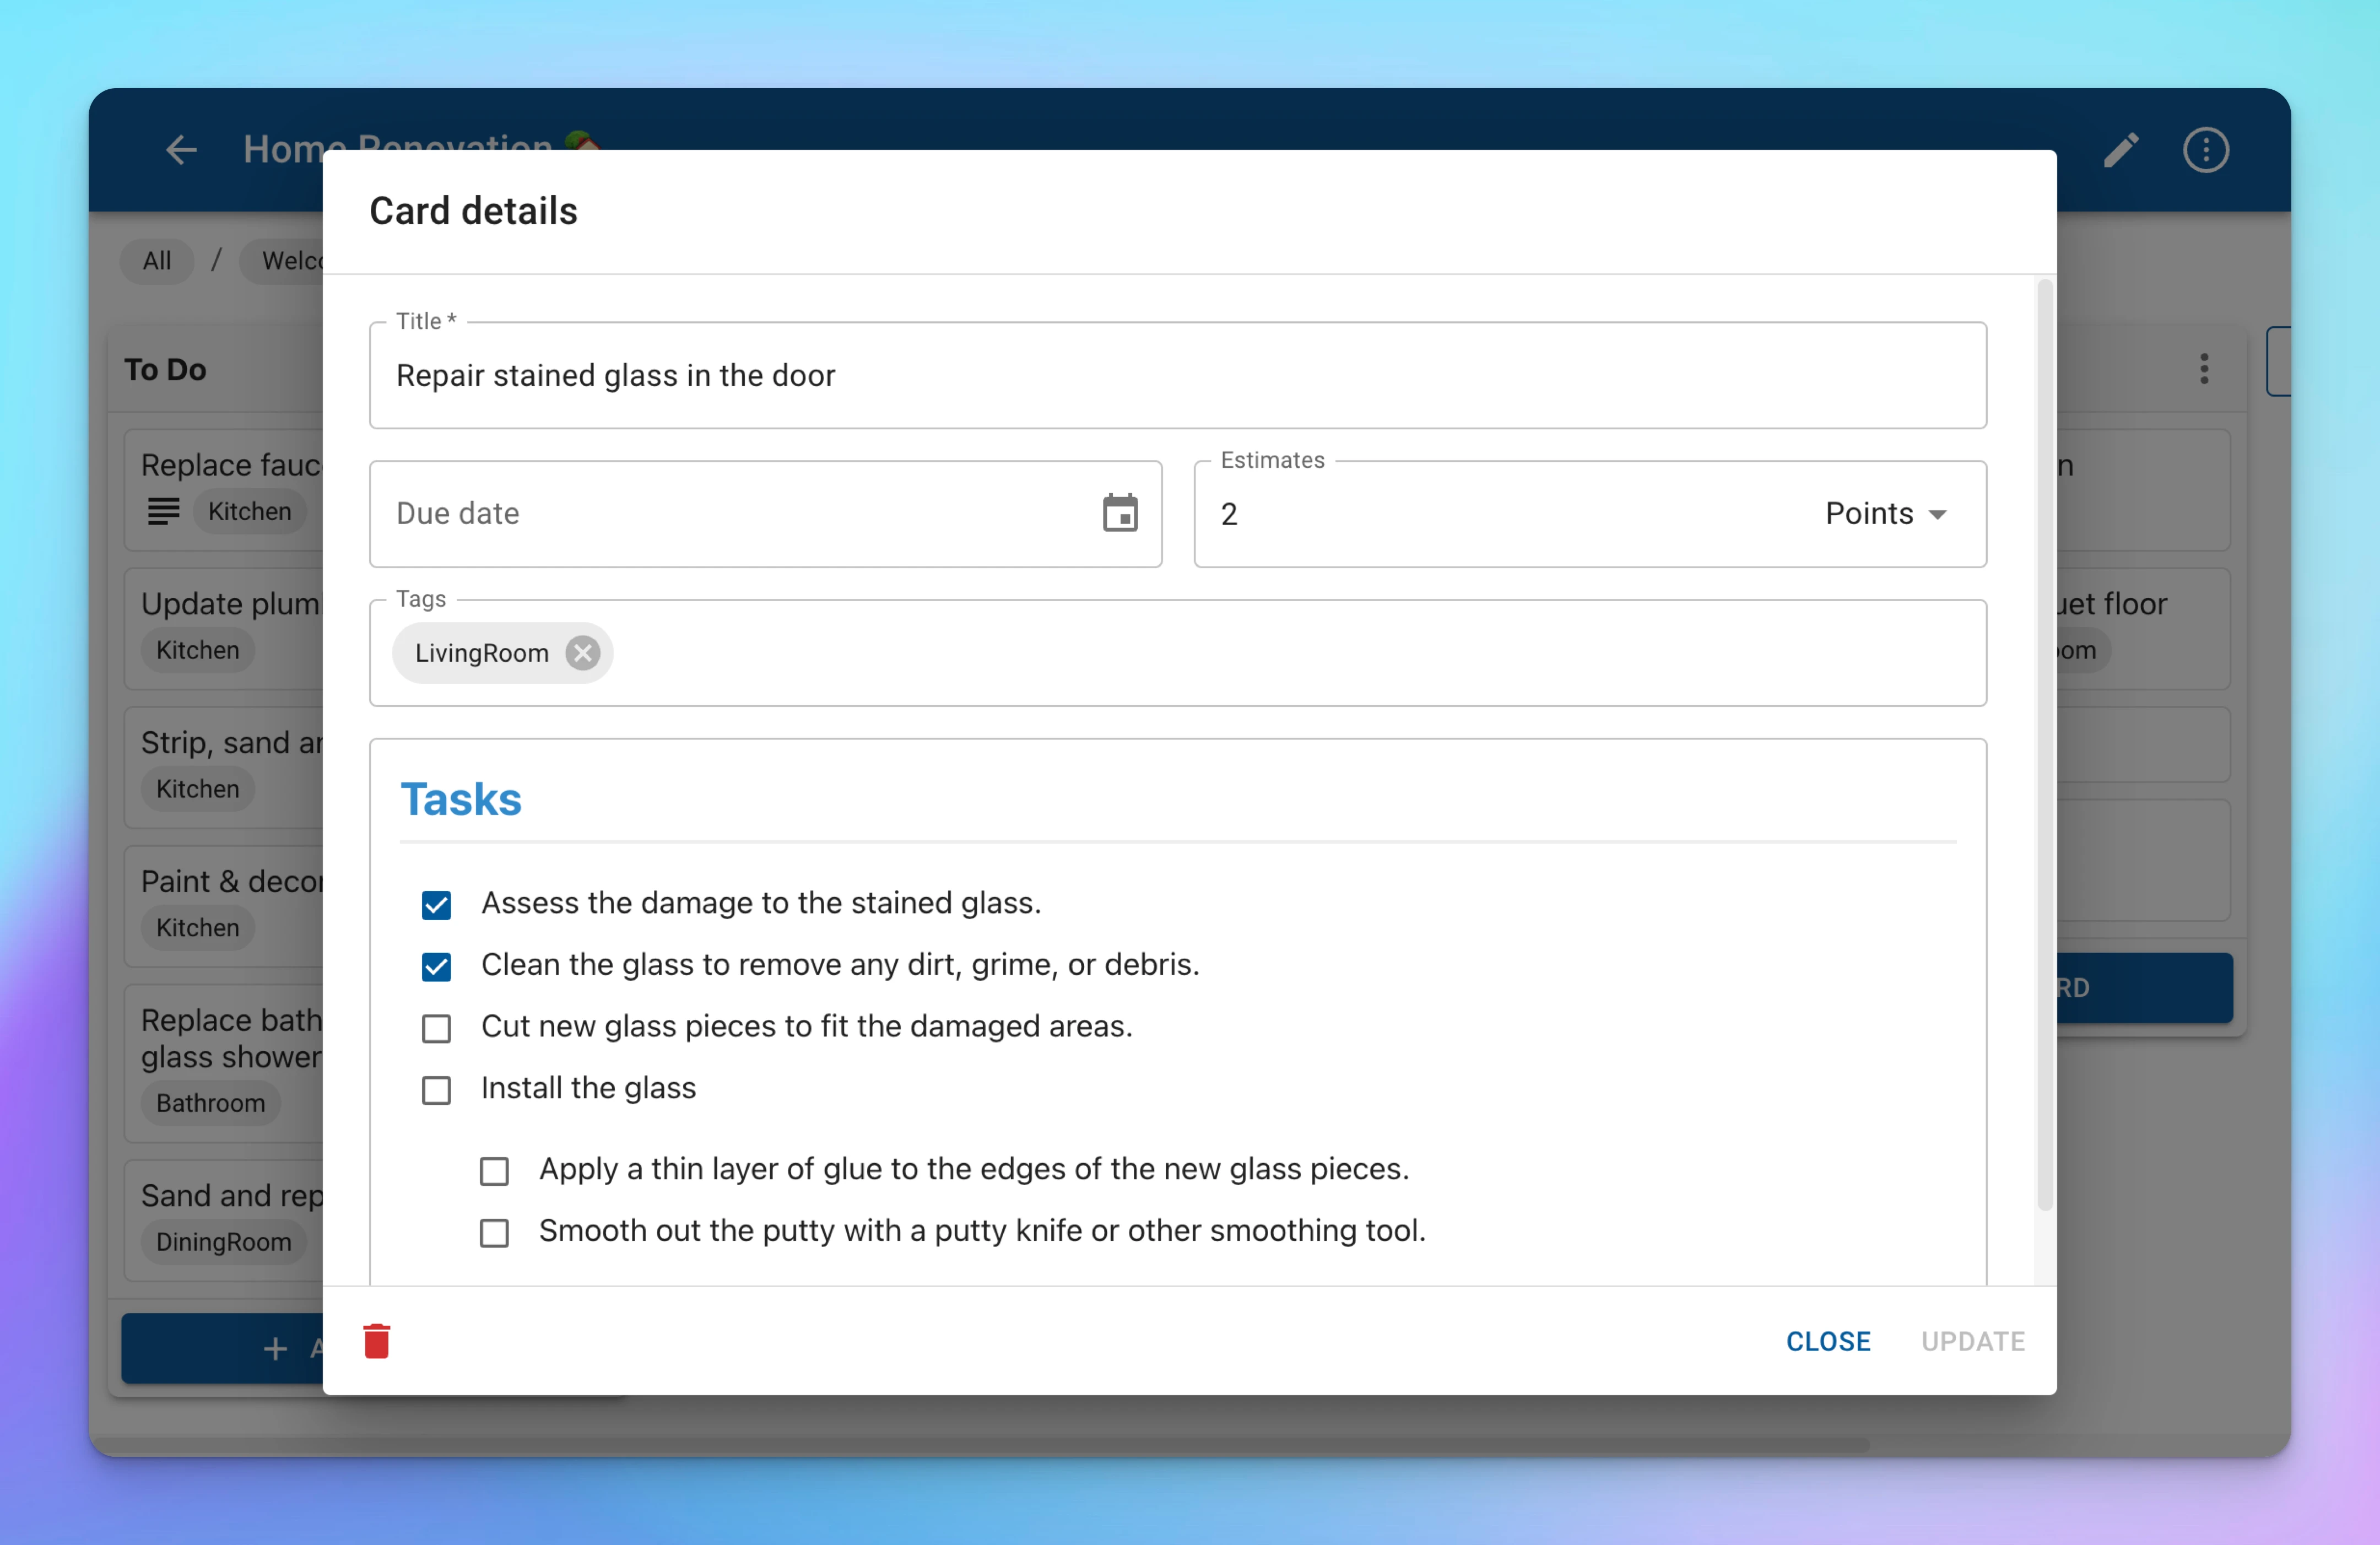 Home Renovation
Card details
All / Welco
Title *
To Do
Repair stained glass in the door
Estimates
Replace fauc
Due date
2
Points
Kitchen
Tags
Update plum
uet floor
LivingRoom
Kitchen
oom
Strip, sand ar
Kitchen
Tasks
Paint & decor
Assess the damage to the stained glass.
Kitchen
Clean the glass to remove any dirt, grime, or debris.
RD
Replace bath
Cut new glass pieces to fit the damaged areas.
glass shower
Install the glass
Bathroom
Apply a thin layer of glue to the edges of the new glass pieces.
Sand and rep
Smooth out the putty with a putty knife or other smoothing tool.
DiningRoom
CLOSE
UPDATE